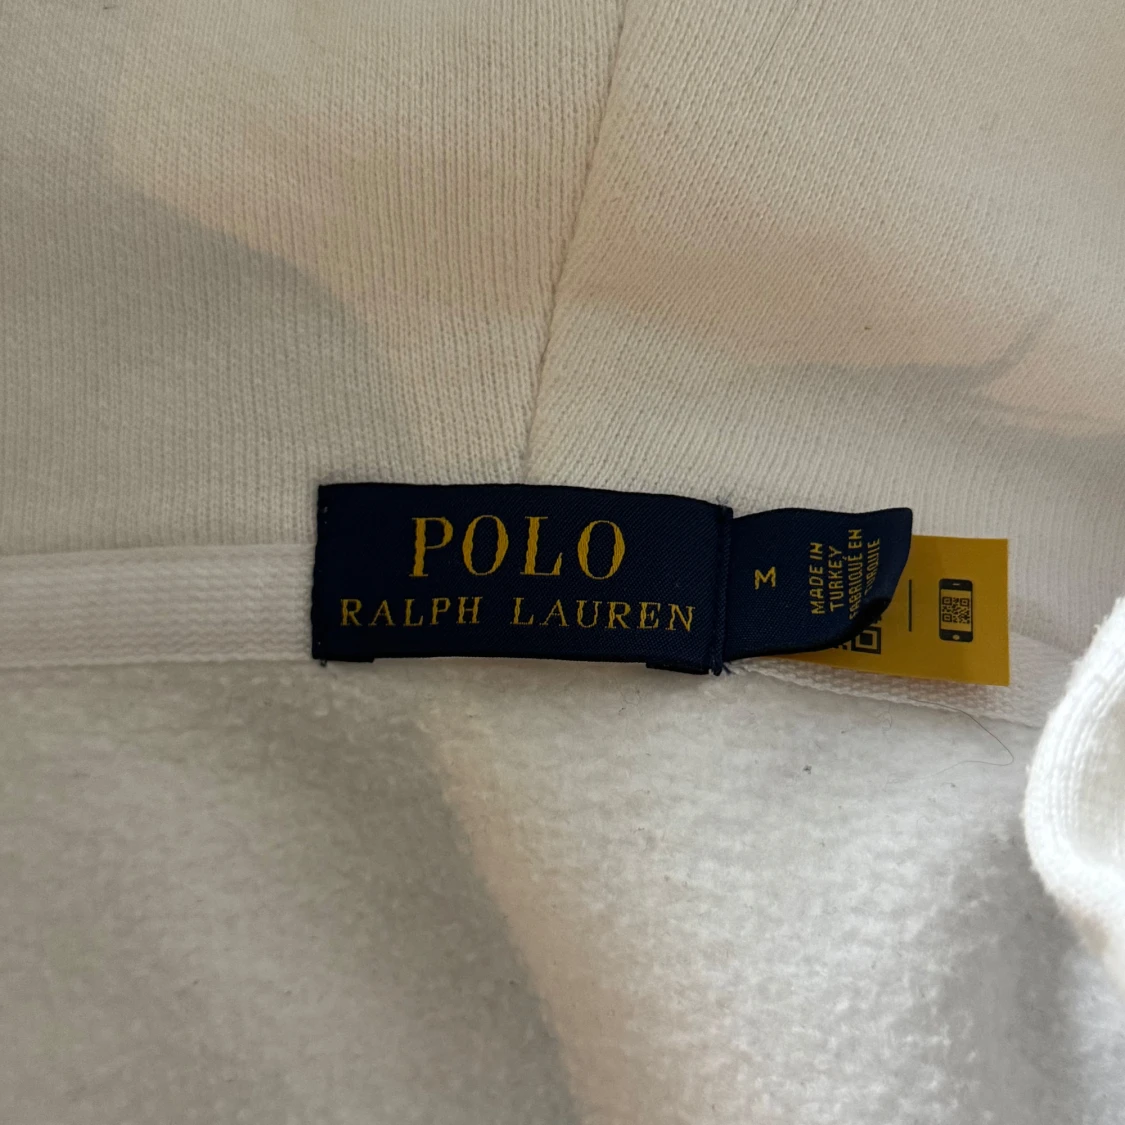 POLO
RALPH LAUREN
M
MADE IN
TURKEY
FABRIQUÉ EN
TURQUIE